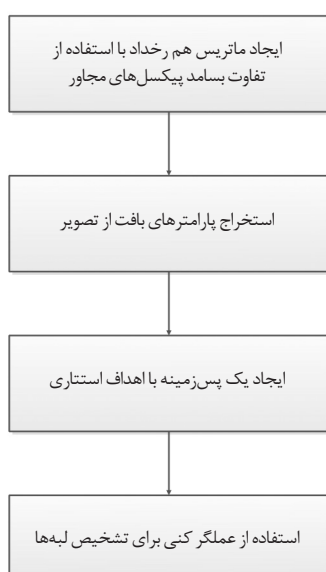 ایجاد ماتریس هم رخداد با استفاده از
تفاوت بسامد پیکسل‌های مجاور
استخراج پارامترهای بافت از تصویر
ایجاد یک پس‌زمینه با اهداف استتاری
استفاده از عملگر کنی برای تشخیص لبه‌ها